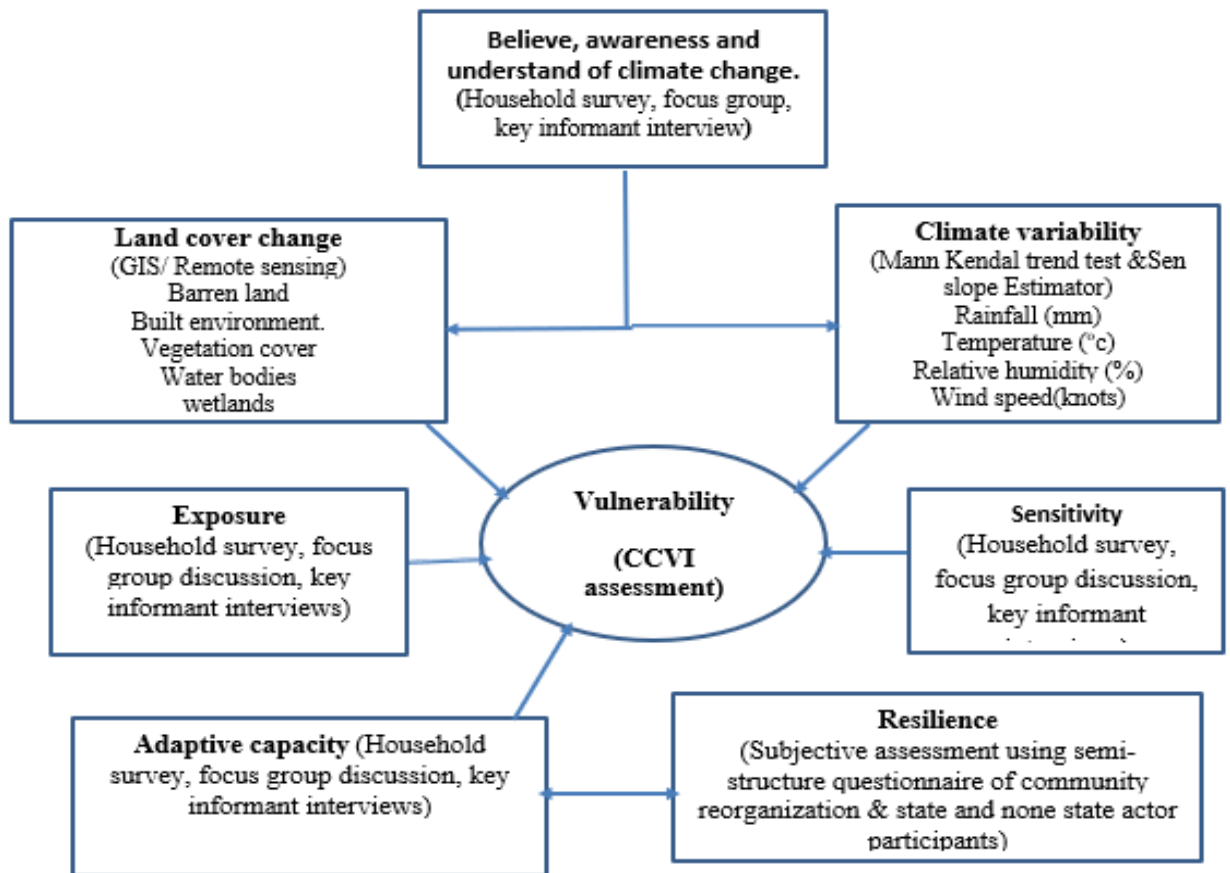 Believe, awareness and
understand of climate change.
(Household survey, focus group,
key informant interview)
Land cover change
(GIS/ Remote sensing)
Barren land
Built environment.
Vegetation cover
Water bodies
wetlands
Climate variability
(Mann Kendal trend test &Sen
slope Estimator)
Rainfall (mm)
Temperature (°c)
Relative humidity (%)
Wind speed(knots)
Vulnerability
(CCVI
assessment)
Exposure
(Household survey, focus
group discussion, key
informant interviews)
Sensitivity
(Household survey,
focus group discussion,
key informant
Adaptive capacity (Household
survey, focus group discussion, key
informant interviews)
Resilience
(Subjective assessment using semi-
structure questionnaire of community
reorganization & state and none state actor
participants)